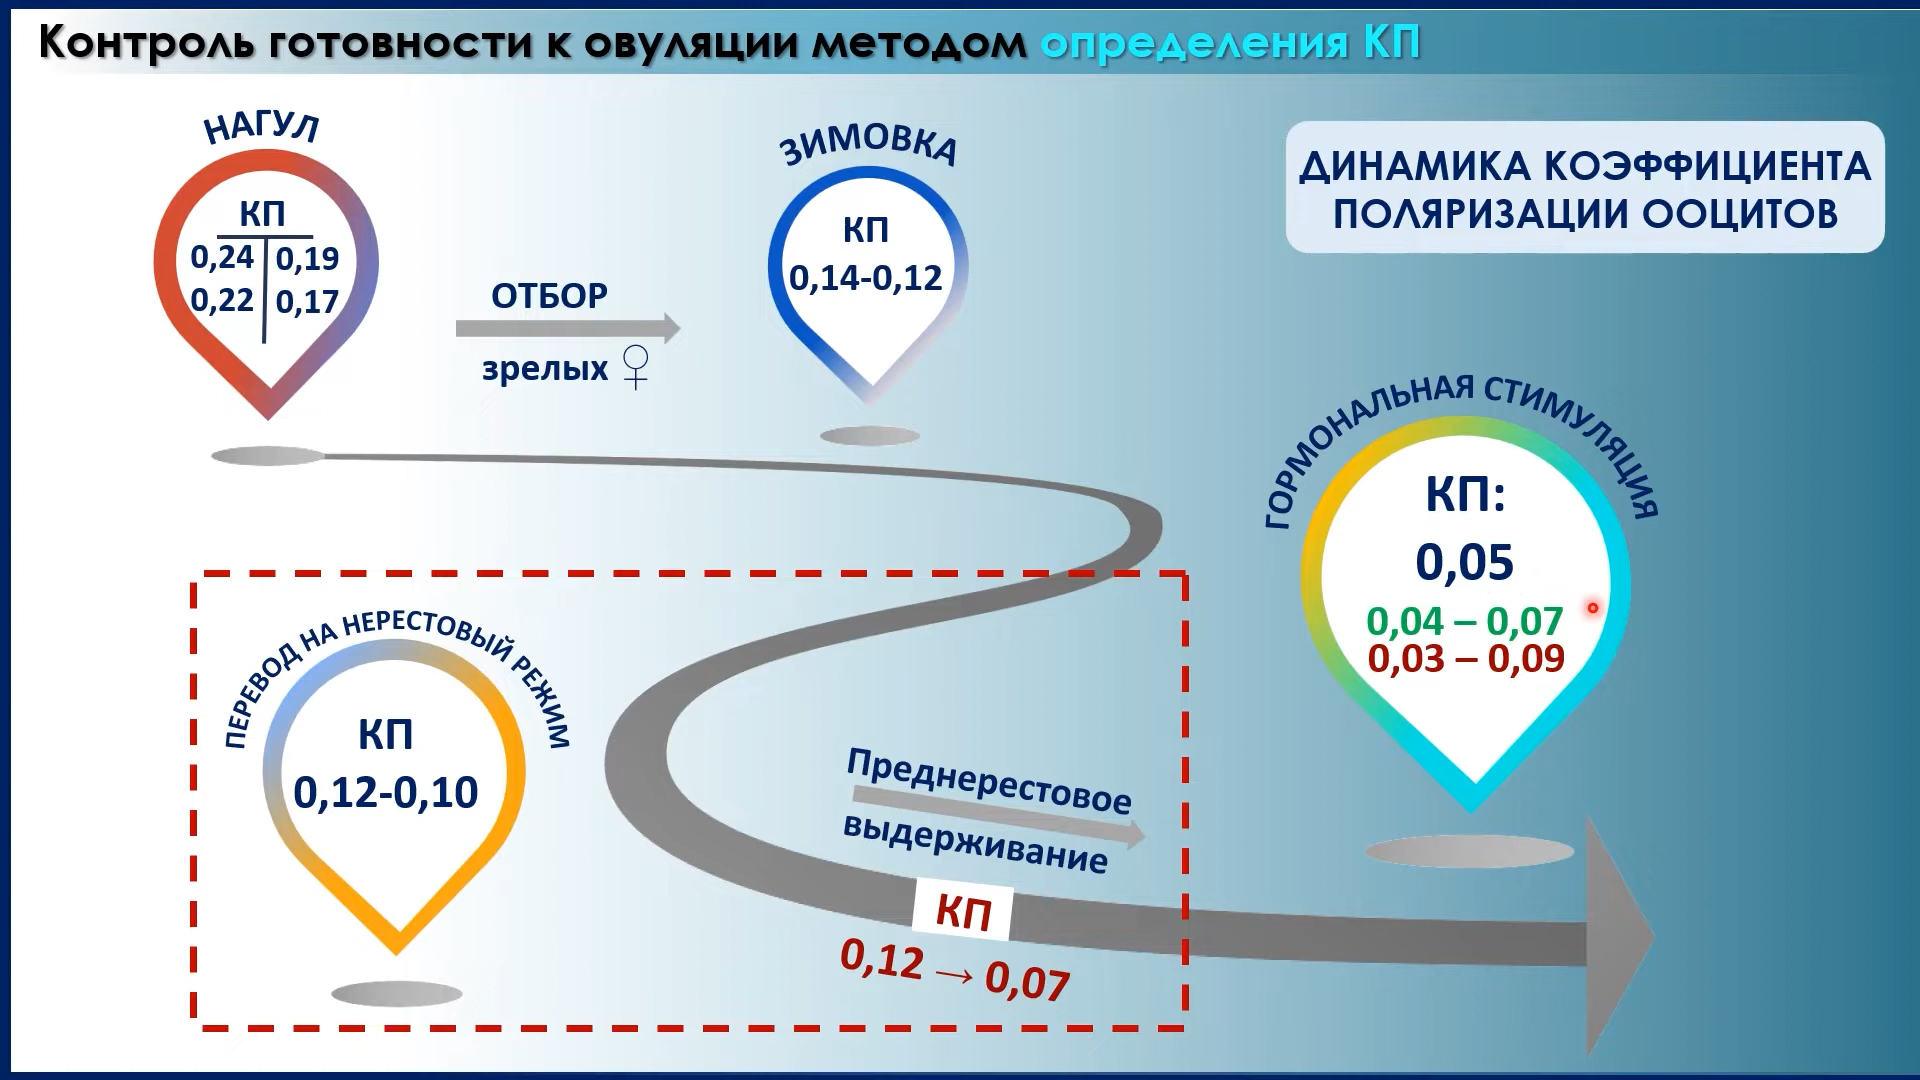 Контроль готовности к овуляции методом определения КП
НАГУЛ
КП
0,24 0,19
0,22 0,17
ОТБОР
зрелых ♀
ЗИМОВКА
КП
0,14-0,12
ДИНАМИКА КОЭФФИЦИЕНТА
ПОЛЯРИЗАЦИИ ООЦИТОВ
ПЕРЕВОД НА НЕРЕСТОВЫЙ РЕЖИМ
КП
0,12-0,10
Преднерестовое
выдерживание
КП
0,12 → 0,07
ГОРМОНАЛЬНАЯ СТИМУЛЯЦИЯ
КП:
0,05
0,04 – 0,07
0,03 – 0,09